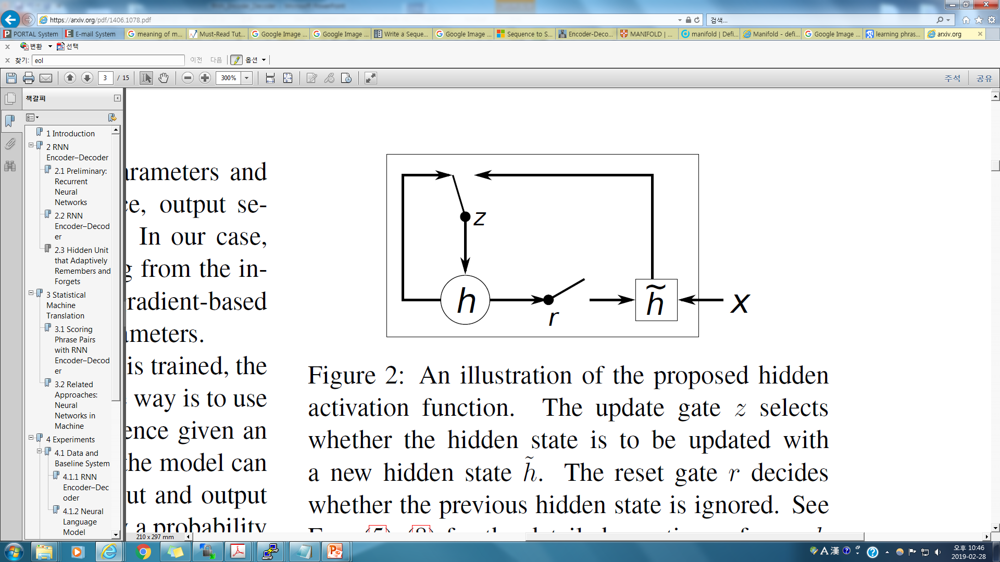 https://arxiv.org/pdf/1406.1078.pdf
검색...
PORTAL System
E-mail System
meaning of m...
Must-Read Tut...
Google Image ...
Google Image ...
Write a Seque...
Google Image ...
Sequence to S...
Encoder-Deco...
MANIFOLD | ...
manifold | Defi...
Manifold - defi...
Google Image ...
learning phras...
arxiv.org
x 변환 선택
x 찾기: eol 이전 다음 옵션
3 / 15 300% 주석 공유
책갈피
1 Introduction
2 RNN
Encoder–Decoder
2.1 Preliminary:
Recurrent
Neural
Networks
2.2 RNN
Encoder–Decod
er
2.3 Hidden Unit
that Adaptively
Remembers and
Forgets
3 Statistical
Machine
Translation
3.1 Scoring
Phrase Pairs
with RNN
Encoder–Decod
er
3.2 Related
Approaches:
Neural
Networks in
Machine
4 Experiments
4.1 Data and
Baseline System
4.1.1 RNN
Encoder–Dec
oder
4.1.2 Neural
Language
Model
210 x 297 mm
arameters and
ce, output se-
In our case,
g from the in-
radient-based
ameters.
is trained, the
way is to use
ence given an
the model can
ut and output
a probability
z
h
r
h̃
x
Figure 2: An illustration of the proposed hidden
activation function. The update gate z selects
whether the hidden state is to be updated with
a new hidden state h̃. The reset gate r decides
whether the previous hidden state is ignored. See
A 漢
오후 10:46
2019-02-28